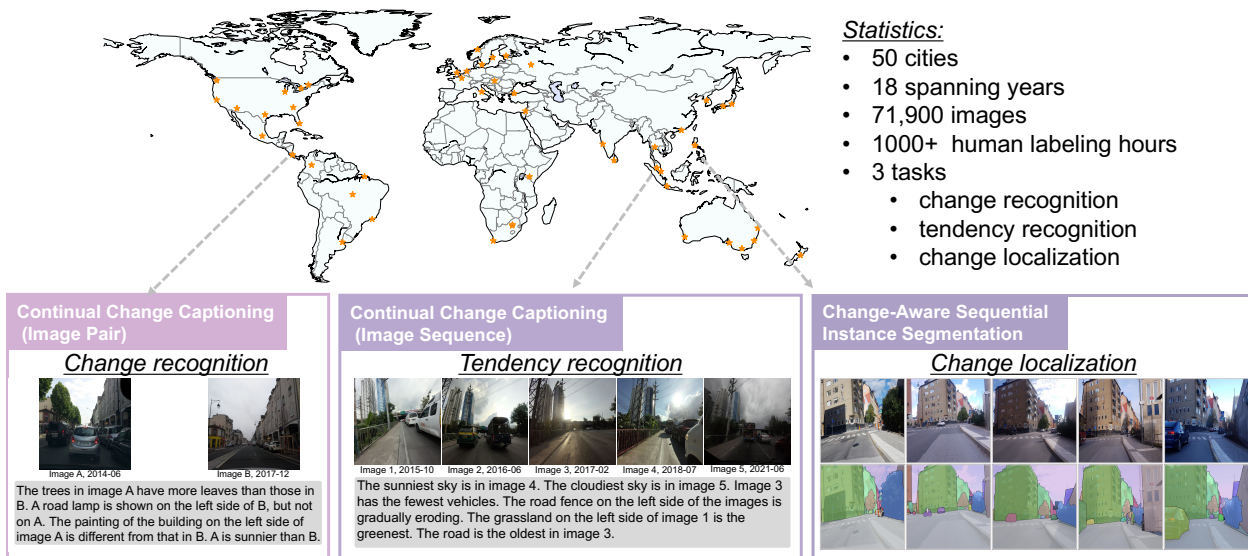 Statistics:
• 50 cities
• 18 spanning years
• 71,900 images
• 1000+ human labeling hours
• 3 tasks
• change recognition
• tendency recognition
• change localization
Continual Change Captioning
(Image Pair)
Change recognition
Image A, 2014-06
Image B, 2017-12
The trees in image A have more leaves than those in
B. A road lamp is shown on the left side of B, but not
on A. The painting of the building on the left side of
image A is different from that in B. A is sunnier than B.
Continual Change Captioning
(Image Sequence)
Tendency recognition
Image 1, 2015-10
Image 2, 2016-06
Image 3, 2017-02
Image 4, 2018-07
Image 5, 2021-06
The sunniest sky is in image 4. The cloudiest sky is in image 5. Image 3
has the fewest vehicles. The road fence on the left side of the images is
gradually eroding. The grassland on the left side of image 1 is the
greenest. The road is the oldest in image 3.
Change-Aware Sequential
Instance Segmentation
Change localization